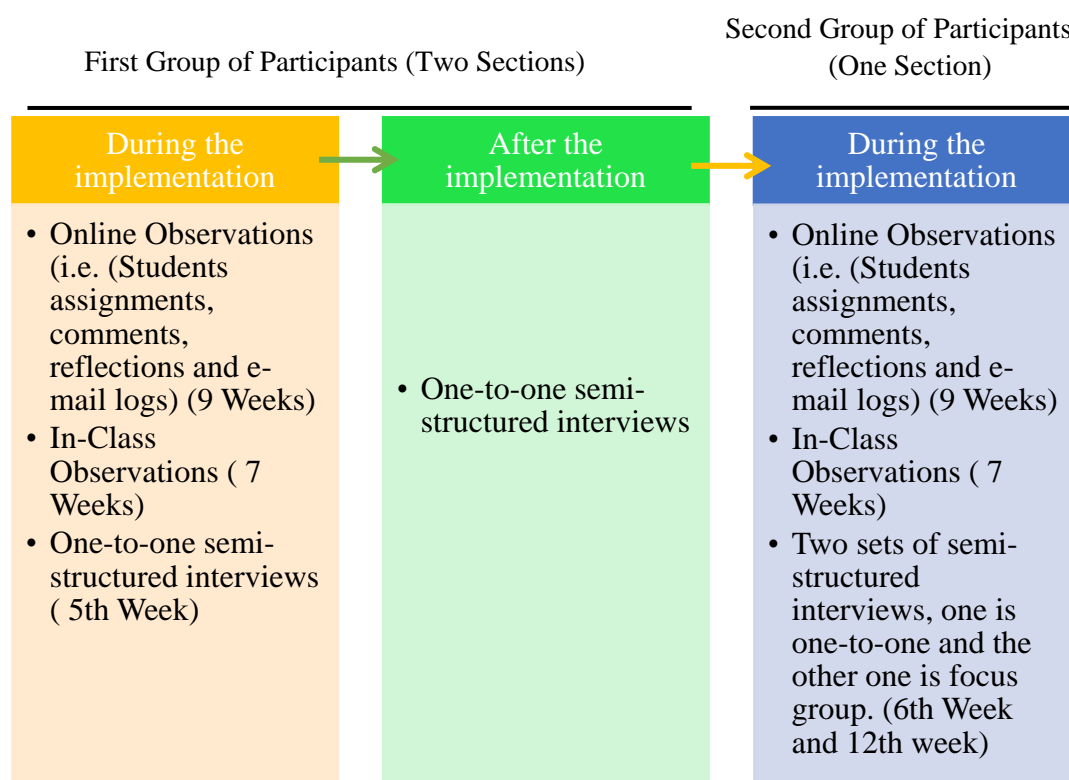 First Group of Participants (Two Sections)
Second Group of Participants
(One Section)
During the
implementation
• Online Observations
(i.e. (Students
assignments,
comments,
reflections and e-
mail logs) (9 Weeks)
• In-Class
Observations ( 7
Weeks)
• One-to-one semi-
structured interviews
( 5th Week)
After the
implementation
• One-to-one semi-
structured interviews
During the
implementation
• Online Observations
(i.e. (Students
assignments,
comments,
reflections and e-
mail logs) (9 Weeks)
• In-Class
Observations ( 7
Weeks)
• Two sets of semi-
structured
interviews, one is
one-to-one and the
other one is focus
group. (6th Week
and 12th week)